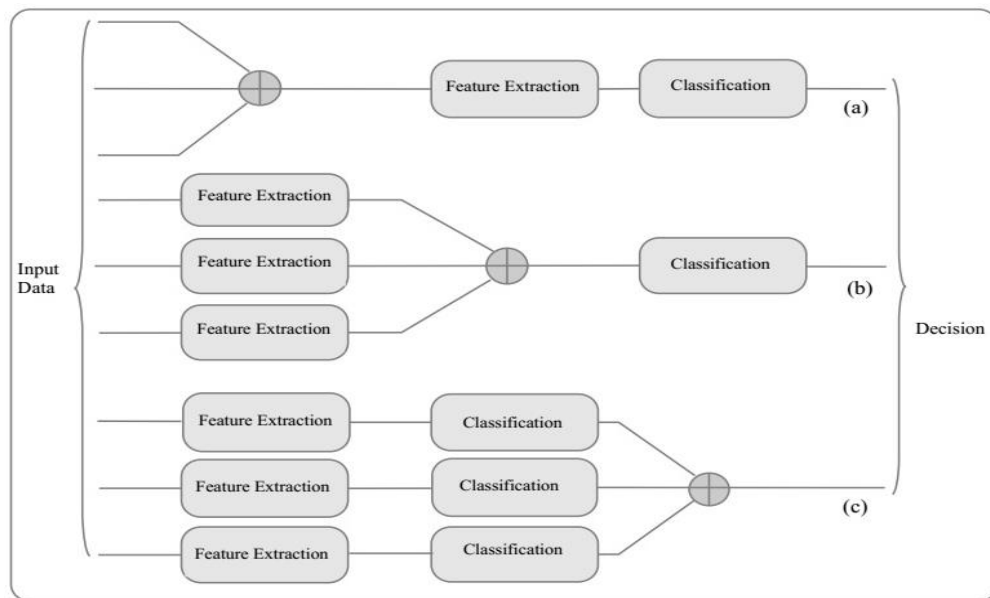 Feature Extraction
Classification
(a)
Feature Extraction
Feature Extraction
Classification
Input
Data
(b)
Feature Extraction
Decision
Feature Extraction
Classification
Feature Extraction
Classification
(c)
Feature Extraction
Classification